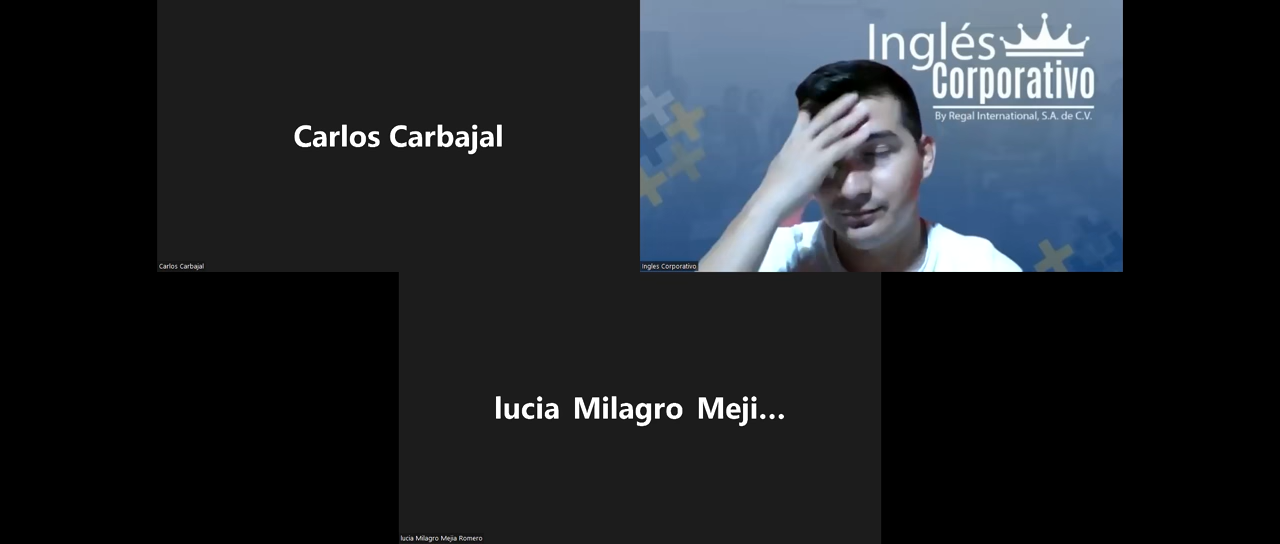 Carlos Carbajal
Carlos Carbajal
Inglés
Corporativo
By Regal International, S.A. de C.V.
Ingles Corporativo
lucia Milagro Meji...
lucia Milagro Mejia Romero